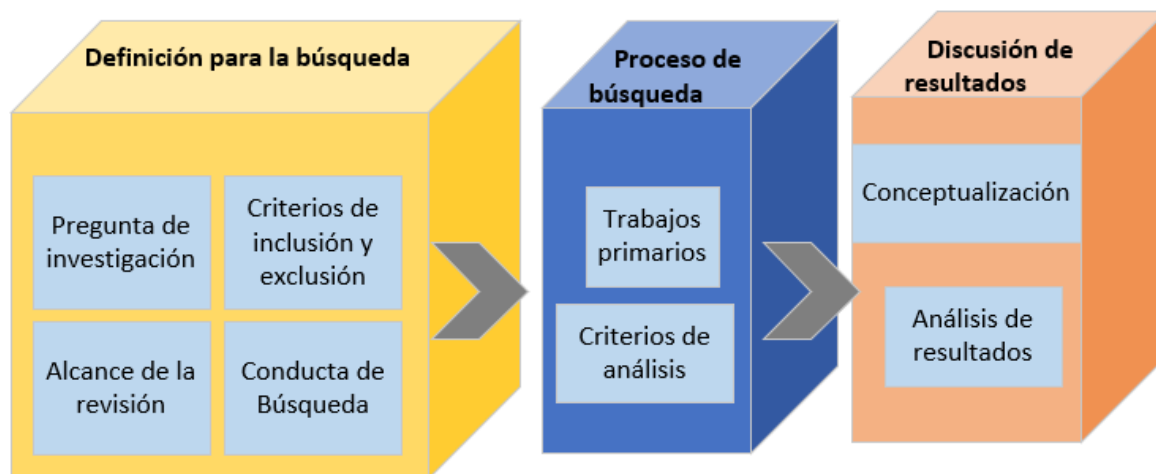 Definición para la búsqueda
Pregunta de
investigación
Criterios de
inclusión y
exclusión
Alcance de la
revisión
Conducta de
Búsqueda
Proceso de
búsqueda
Trabajos
primarios
Criterios de
análisis
Discusión de
resultados
Conceptualización
Análisis de
resultados